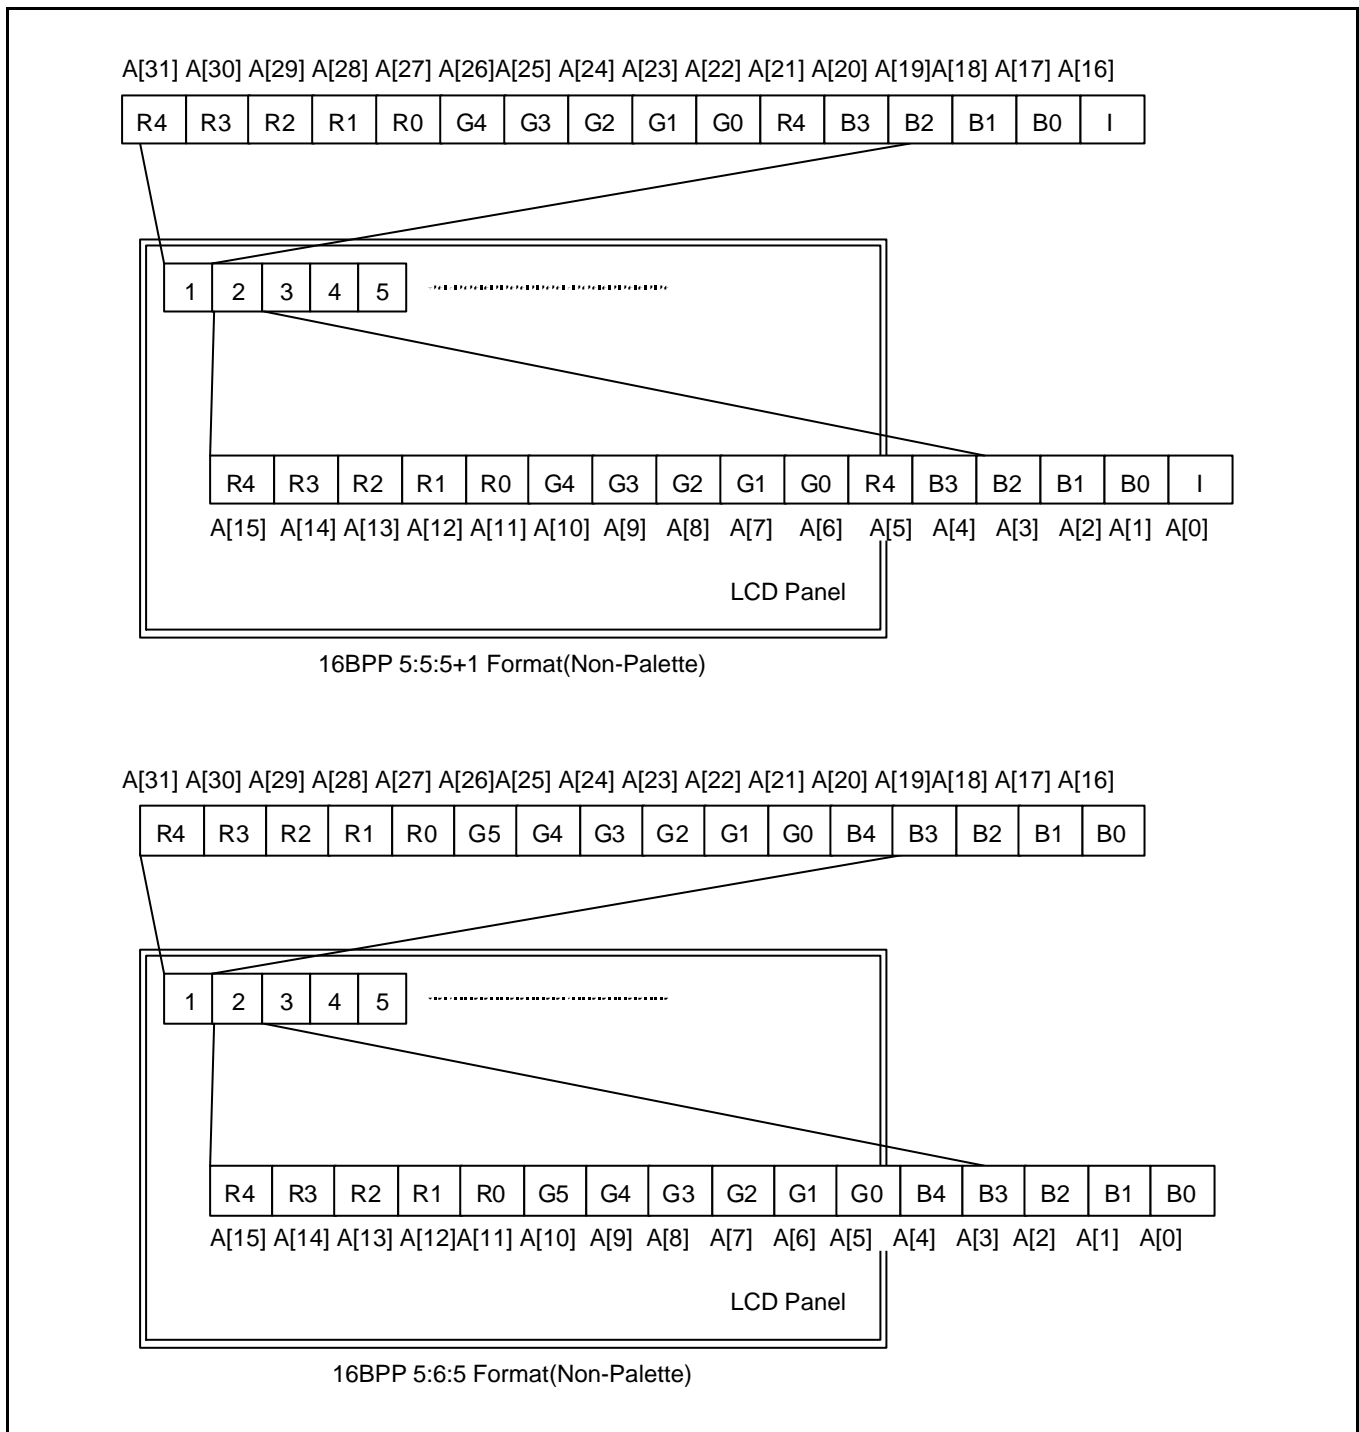 A[31] A[30] A[29] A[28] A[27] A[26]A[25] A[24] A[23] A[22] A[21] A[20] A[19]A[18] A[17] A[16]
R4 R3 R2 R1 R0 G4 G3 G2 G1 G0 R4 B3 B2 B1 B0 I
1 2 3 4 5
R4 R3 R2 R1 R0 G4 G3 G2 G1 G0 R4 B3 B2 B1 B0 I
A[15] A[14] A[13] A[12] A[11] A[10] A[9] A[8] A[7] A[6] A[5] A[4] A[3] A[2] A[1] A[0]
LCD Panel
16BPP 5:5:5+1 Format(Non-Palette)
A[31] A[30] A[29] A[28] A[27] A[26]A[25] A[24] A[23] A[22] A[21] A[20] A[19]A[18] A[17] A[16]
R4 R3 R2 R1 R0 G5 G4 G3 G2 G1 G0 B4 B3 B2 B1 B0
1 2 3 4 5
R4 R3 R2 R1 R0 G5 G4 G3 G2 G1 G0 B4 B3 B2 B1 B0
A[15] A[14] A[13] A[12]A[11] A[10] A[9] A[8] A[7] A[6] A[5] A[4] A[3] A[2] A[1] A[0]
LCD Panel
16BPP 5:6:5 Format(Non-Palette)